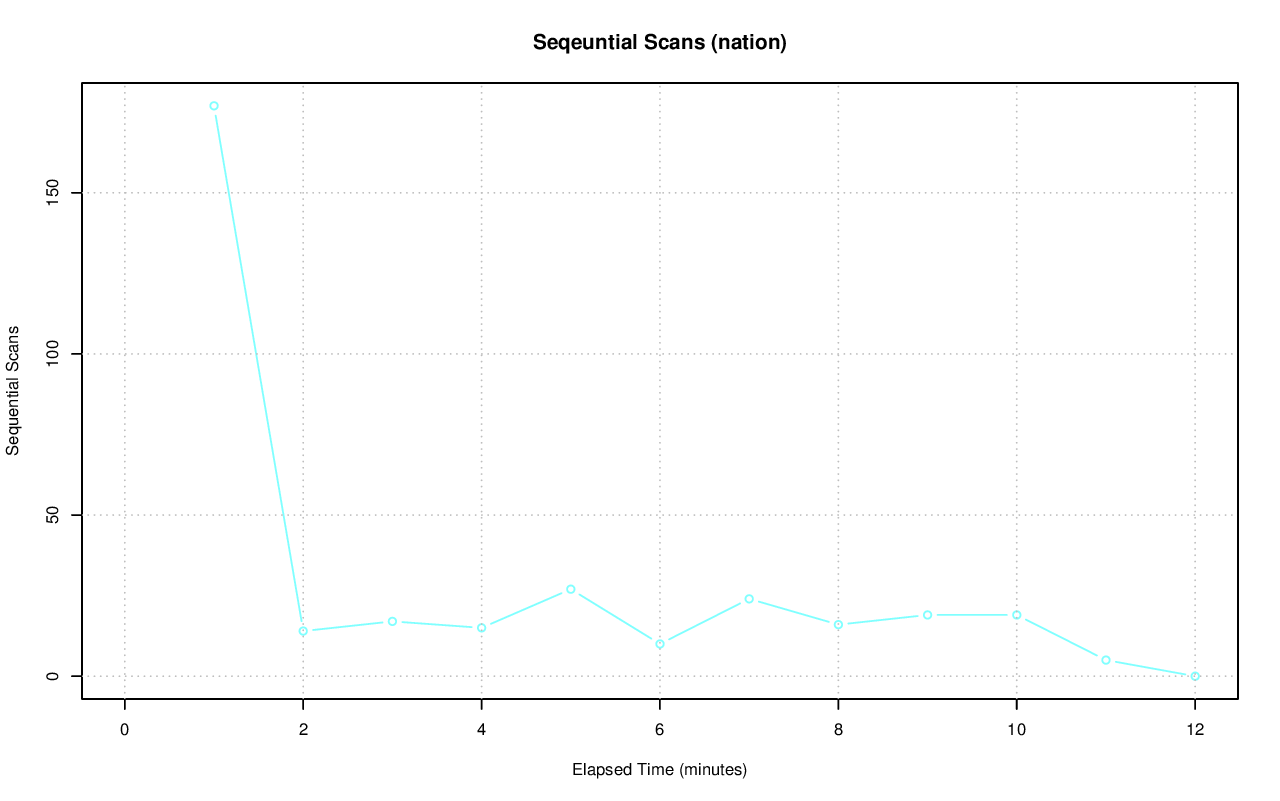 Seqeuntial Scans (nation)
Sequential Scans
150
100
50
0
0 2 4 6 8 10 12
Elapsed Time (minutes)